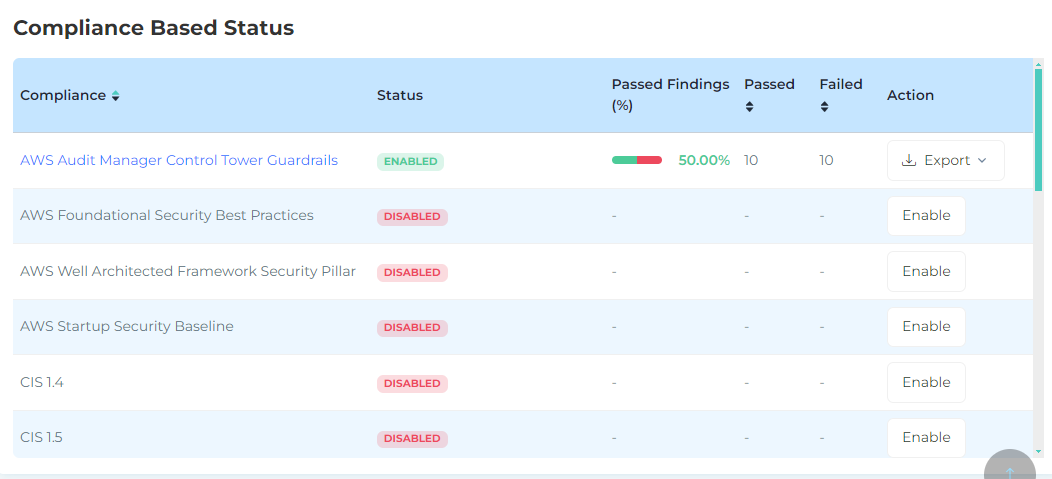 Compliance Based Status
Compliance Status Passed Findings (%) Passed Failed Action
AWS Audit Manager Control Tower Guardrails ENABLED 50.00% 10 10 Export
AWS Foundational Security Best Practices DISABLED - - - Enable
AWS Well Architected Framework Security Pillar DISABLED - - - Enable
AWS Startup Security Baseline DISABLED - - - Enable
CIS 1.4 DISABLED - - - Enable
CIS 1.5 DISABLED - - - Enable